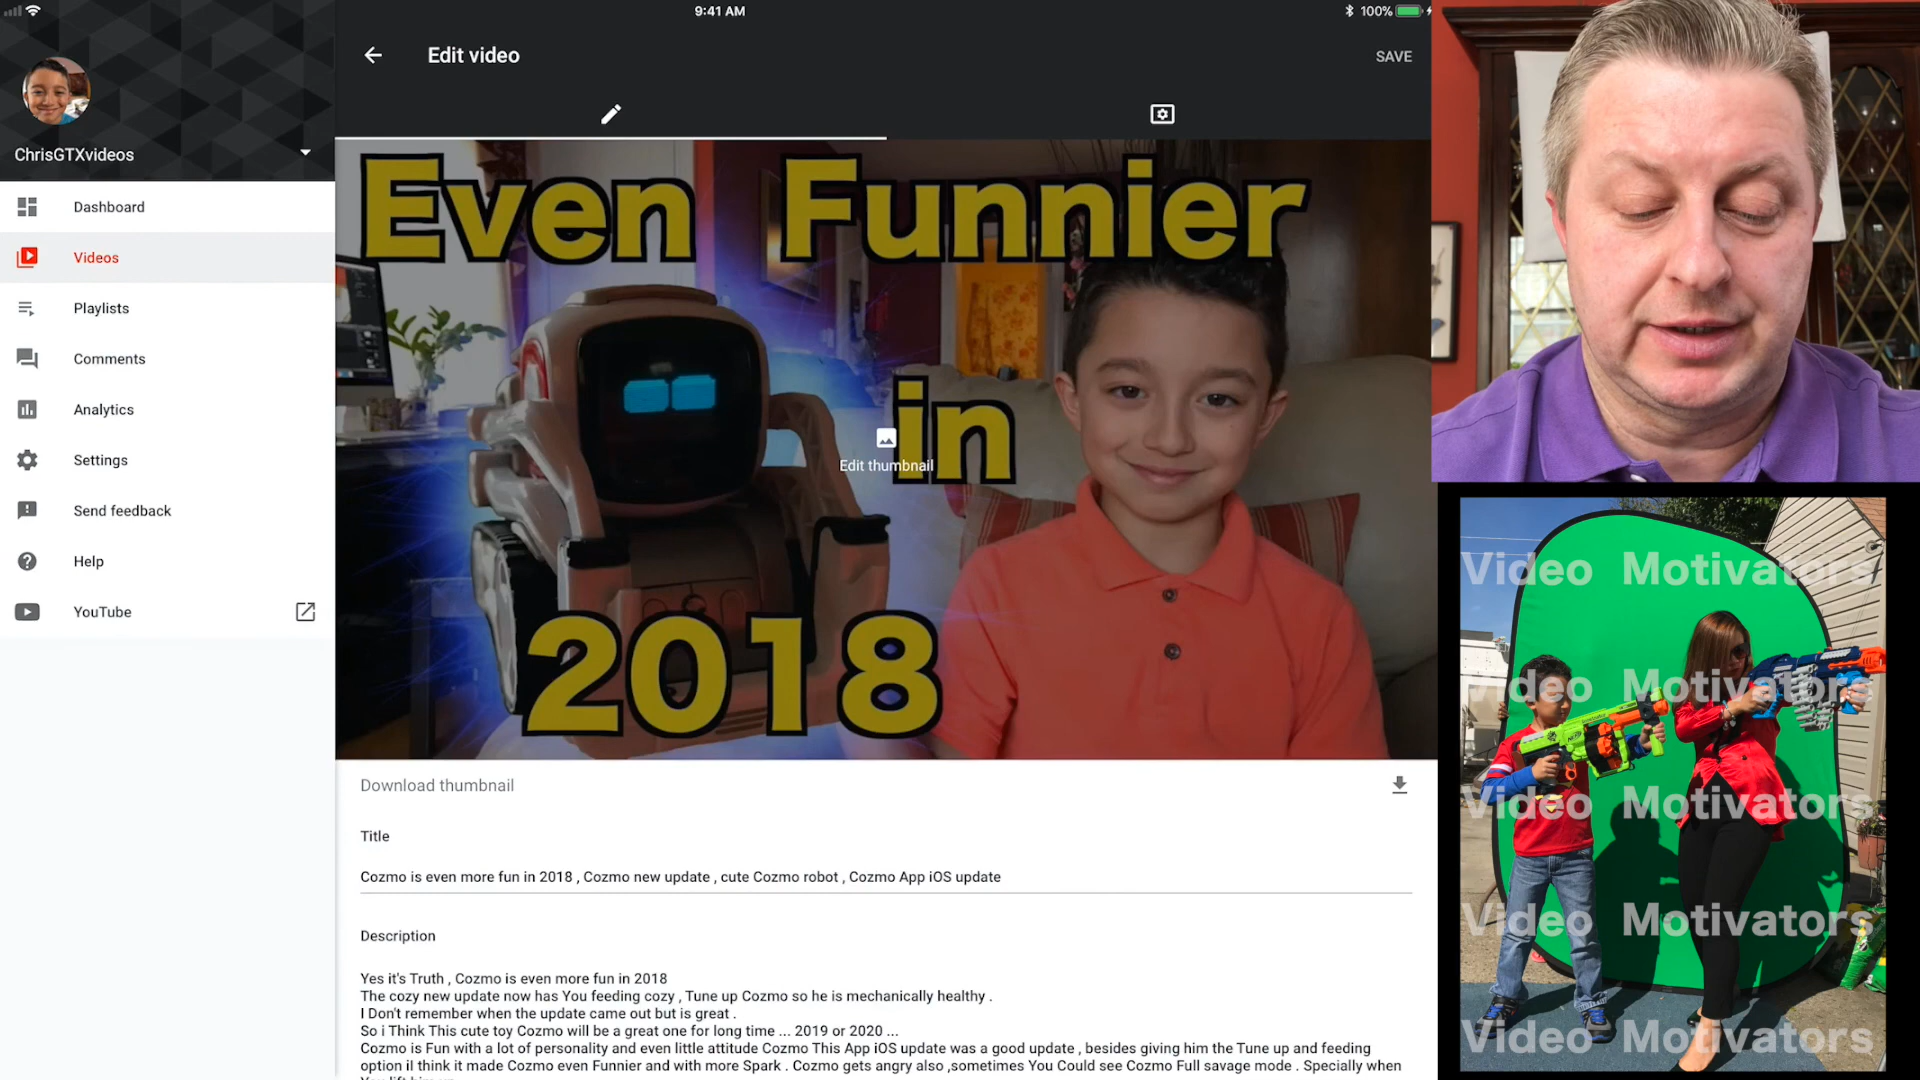 9:41 AM
100%
Edit video
SAVE
ChrisGTXvideos
Dashboard
Videos
Playlists
Comments
Analytics
Settings
Send feedback
Help
YouTube
Even Funnier
in
2018
Edit thumbnail
Download thumbnail
Title
Cozmo is even more fun in 2018 , Cozmo new update , cute Cozmo robot , Cozmo App iOS update
Description
Yes it's Truth , Cozmo is even more fun in 2018
The cozy new update now has You feeding cozy , Tune up Cozmo so he is mechanically healthy .
I Don't remember when the update came out but is great .
So i Think This cute toy Cozmo will be a great one for long time ... 2019 or 2020 ...
Cozmo is Fun with a lot of personality and even little attitude Cozmo This App iOS update was a good update , besides giving him the Tune up and feeding
option iI think it made Cozmo even Funnier and with more Spark . Cozmo gets angry also ,sometimes You Could see Cozmo Full savage mode . Specially when
Video Motivators
Video Motivators
Video Motivators
Video Motivators
Video Motivators